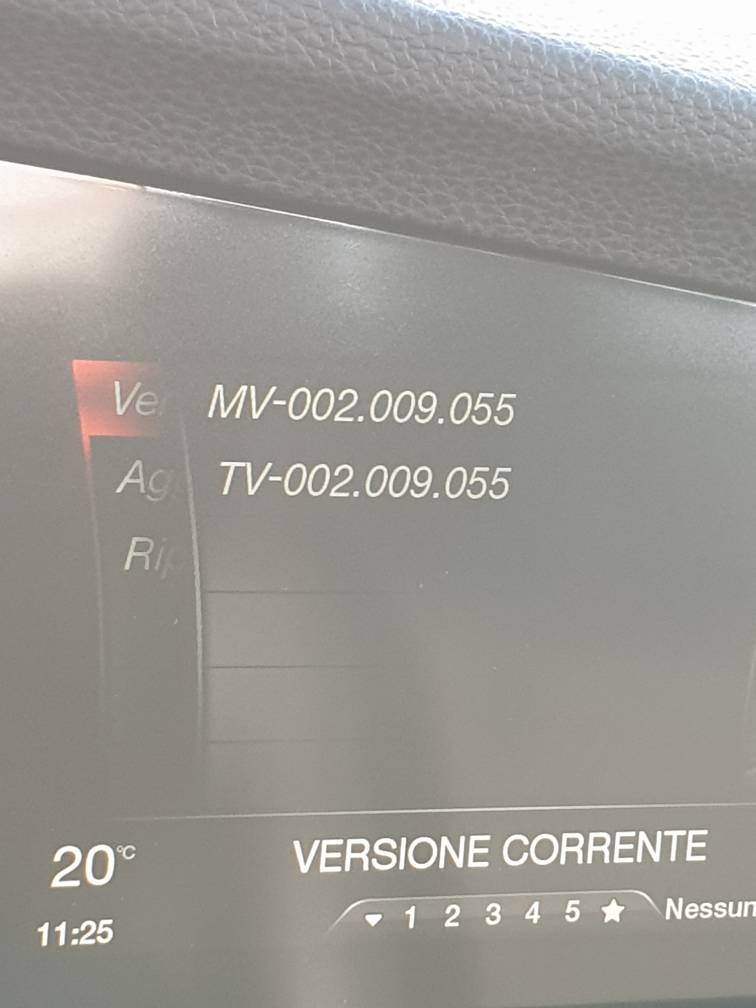 MV-002.009.055
TV-002.009.055
20°C
VERSIONE CORRENTE
1 2 3 4 5
11:25